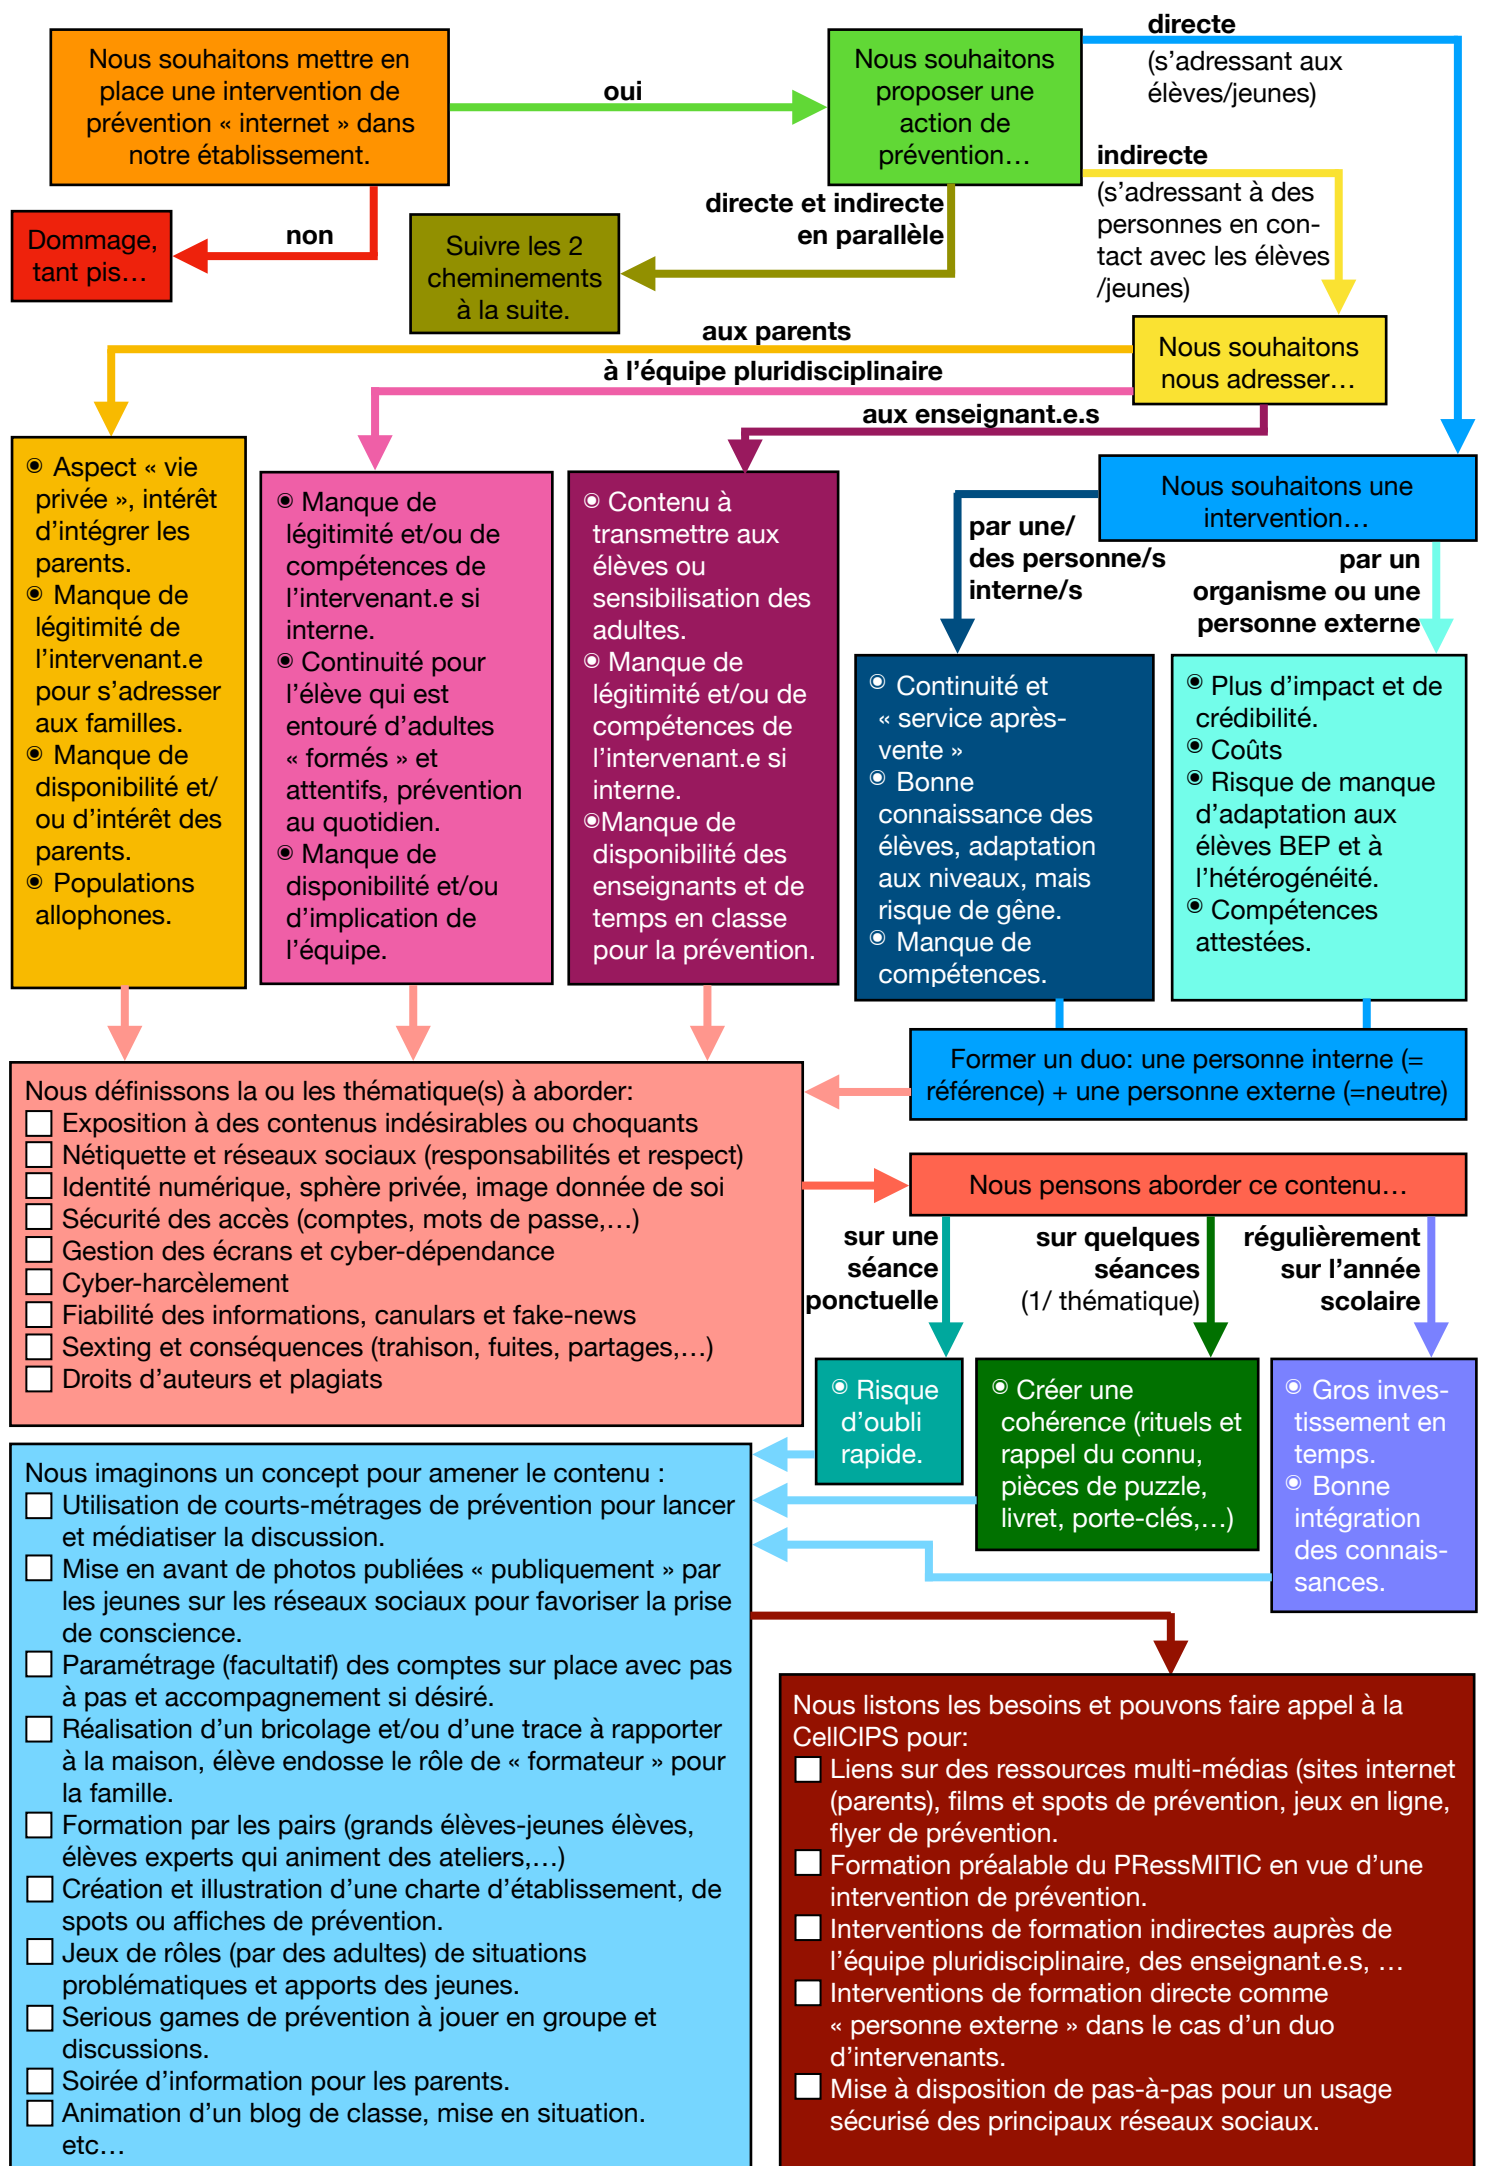 Nous souhaitons mettre en
place une intervention de
prévention « internet » dans
notre établissement.
oui
non
Dommage,
tant pis…
Nous souhaitons
proposer une
action de
prévention…
directe
(s’adressant aux
élèves/jeunes)
indirecte
(s’adressant à des
personnes en con-
tact avec les élèves
/jeunes)
directe et indirecte
en parallèle
Suivre les 2
cheminements
à la suite.
Nous souhaitons
nous adresser…
aux parents
à l’équipe pluridisciplinaire
aux enseignant.e.s
◉ Aspect « vie
privée », intérêt
d’intégrer les
parents.
◉ Manque de
légitimité de
l’intervenant.e
pour s’adresser
aux familles.
◉ Manque de
disponibilité et/
ou d’intérêt des
parents.
◉ Populations
allophones.
◉ Manque de
légitimité et/ou de
compétences de
l’intervenant.e si
interne.
◉ Continuité pour
l’élève qui est
entouré d’adultes
« formés » et
attentifs, prévention
au quotidien.
◉ Manque de
disponibilité et/ou
d’implication de
l’équipe.
◉ Contenu à
transmettre aux
élèves ou
sensibilisation des
adultes.
◉ Manque de
légitimité et/ou de
compétences de
l’intervenant.e si
interne.
◉Manque de
disponibilité des
enseignants et de
temps en classe
pour la prévention.
Nous souhaitons une
intervention…
par une/
des personne/s
interne/s
par un
organisme ou une
personne externe
◉ Continuité et
« service après-
vente »
◉ Bonne
connaissance des
élèves, adaptation
aux niveaux, mais
risque de gêne.
◉ Manque de
compétences.
◉ Plus d’impact et de
crédibilité.
◉ Coûts
◉ Risque de manque
d’adaptation aux
élèves BEP et à
l’hétérogénéité.
◉ Compétences
attestées.
Former un duo: une personne interne (=
référence) + une personne externe (=neutre)
Nous définissons la ou les thématique(s) à aborder:
Exposition à des contenus indésirables ou choquants
Nétiquette et réseaux sociaux (responsabilités et respect)
Identité numérique, sphère privée, image donnée de soi
Sécurité des accès (comptes, mots de passe,…)
Gestion des écrans et cyber-dépendance
Cyber-harcèlement
Fiabilité des informations, canulars et fake-news
Sexting et conséquences (trahison, fuites, partages,…)
Droits d’auteurs et plagiats
Nous pensons aborder ce contenu…
sur une
séance
ponctuelle
sur quelques
séances
(1/ thématique)
régulièrement
sur l’année
scolaire
◉ Risque
d’oubli
rapide.
◉ Créer une
cohérence (rituels et
rappel du connu,
pièces de puzzle,
livret, porte-clés,…)
◉ Gros inves-
tissement en
temps.
◉ Bonne
intégration
des connais-
sances.
Nous imaginons un concept pour amener le contenu :
Utilisation de courts-métrages de prévention pour lancer
et médiatiser la discussion.
Mise en avant de photos publiées « publiquement » par
les jeunes sur les réseaux sociaux pour favoriser la prise
de conscience.
Paramétrage (facultatif) des comptes sur place avec pas
à pas et accompagnement si désiré.
Réalisation d’un bricolage et/ou d’une trace à rapporter
à la maison, élève endosse le rôle de « formateur » pour
la famille.
Formation par les pairs (grands élèves-jeunes élèves,
élèves experts qui animent des ateliers,…)
Création et illustration d’une charte d’établissement, de
spots ou affiches de prévention.
Jeux de rôles (par des adultes) de situations
problématiques et apports des jeunes.
Serious games de prévention à jouer en groupe et
discussions.
Soirée d’information pour les parents.
Animation d’un blog de classe, mise en situation.
etc…
Nous listons les besoins et pouvons faire appel à la
CellCIPS pour:
Liens sur des ressources multi-médias (sites internet
(parents), films et spots de prévention, jeux en ligne,
flyer de prévention.
Formation préalable du PRessMITIC en vue d’une
intervention de prévention.
Interventions de formation indirectes auprès de
l’équipe pluridisciplinaire, des enseignant.e.s, …
Interventions de formation directe comme
« personne externe » dans le cas d’un duo
d’intervenants.
Mise à disposition de pas-à-pas pour un usage
sécurisé des principaux réseaux sociaux.